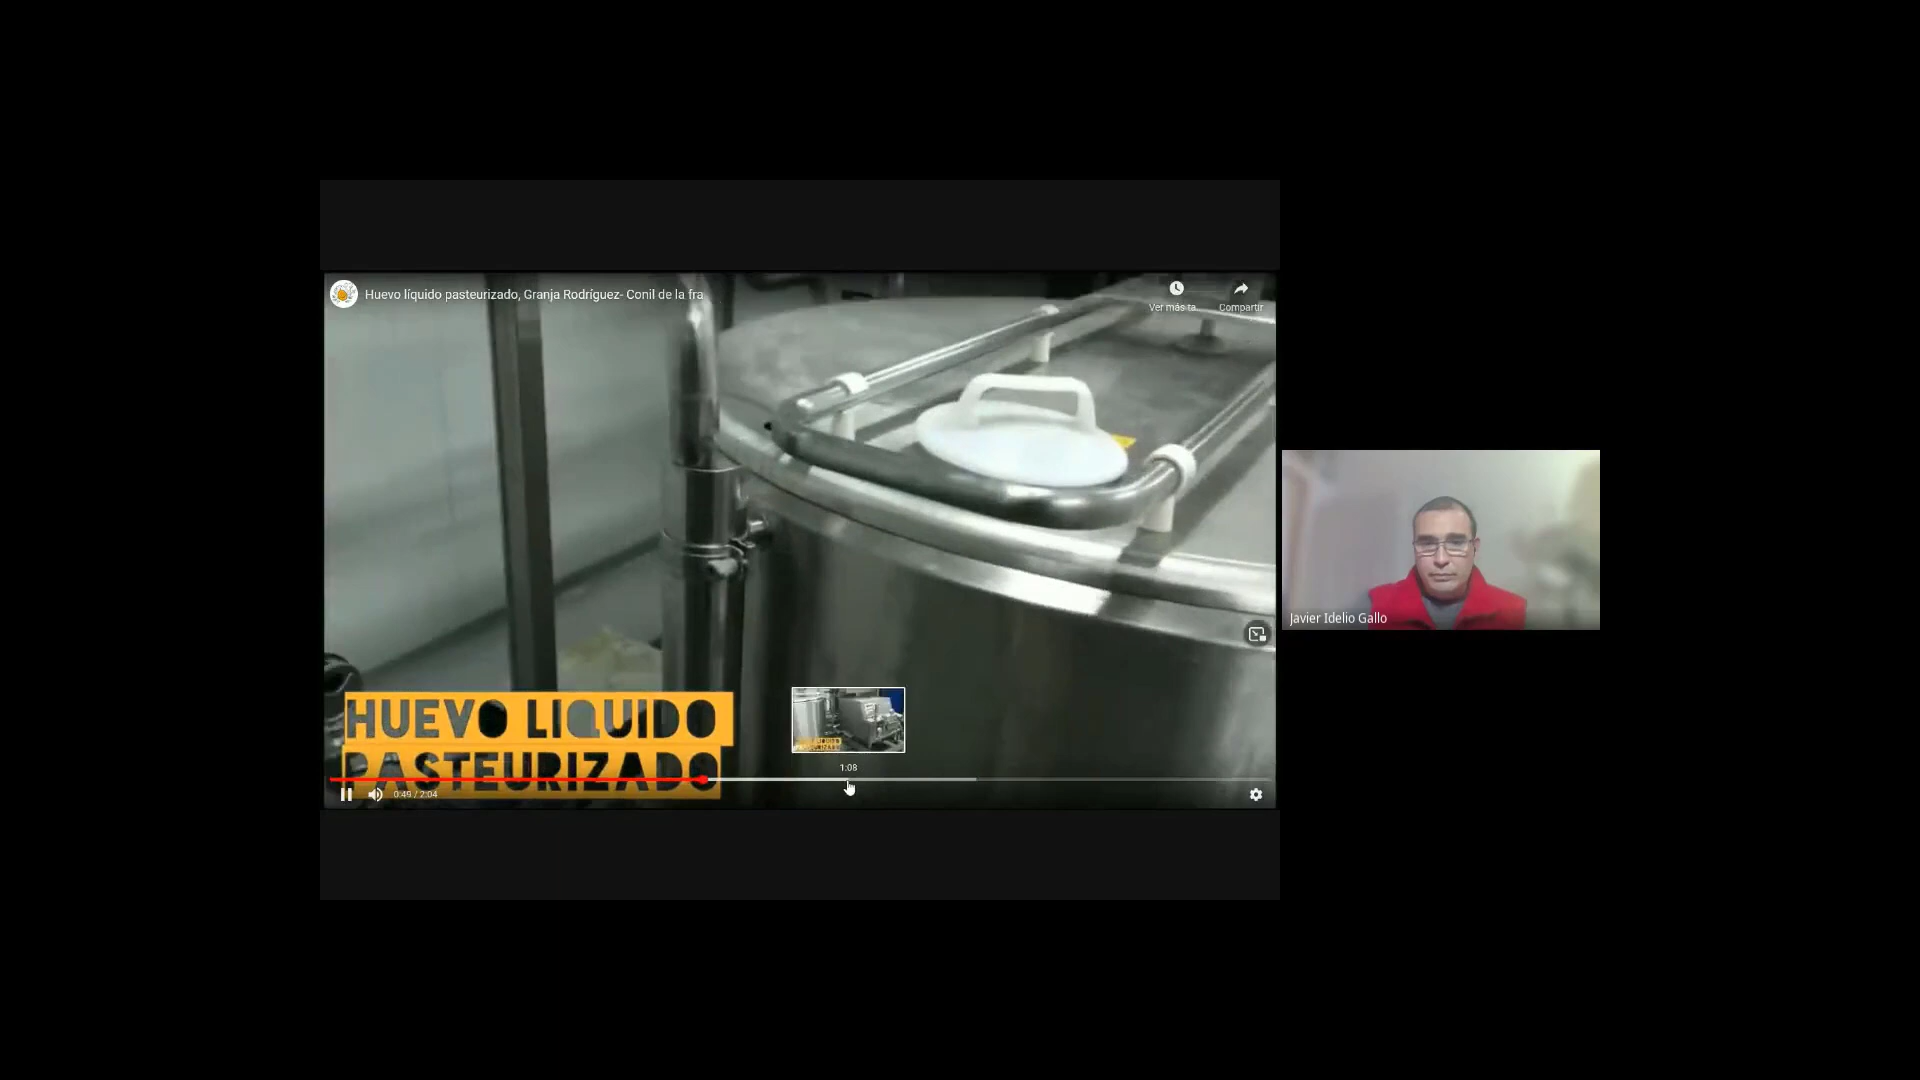 Huevo líquido pasteurizado, Granja Rodríguez- Conil de la fra
Ver más ta...
Compartir
HUEVO LIQUIDO
PASTEURIZADO
1:08
0:49 / 2:04
Javier Idelio Gallo